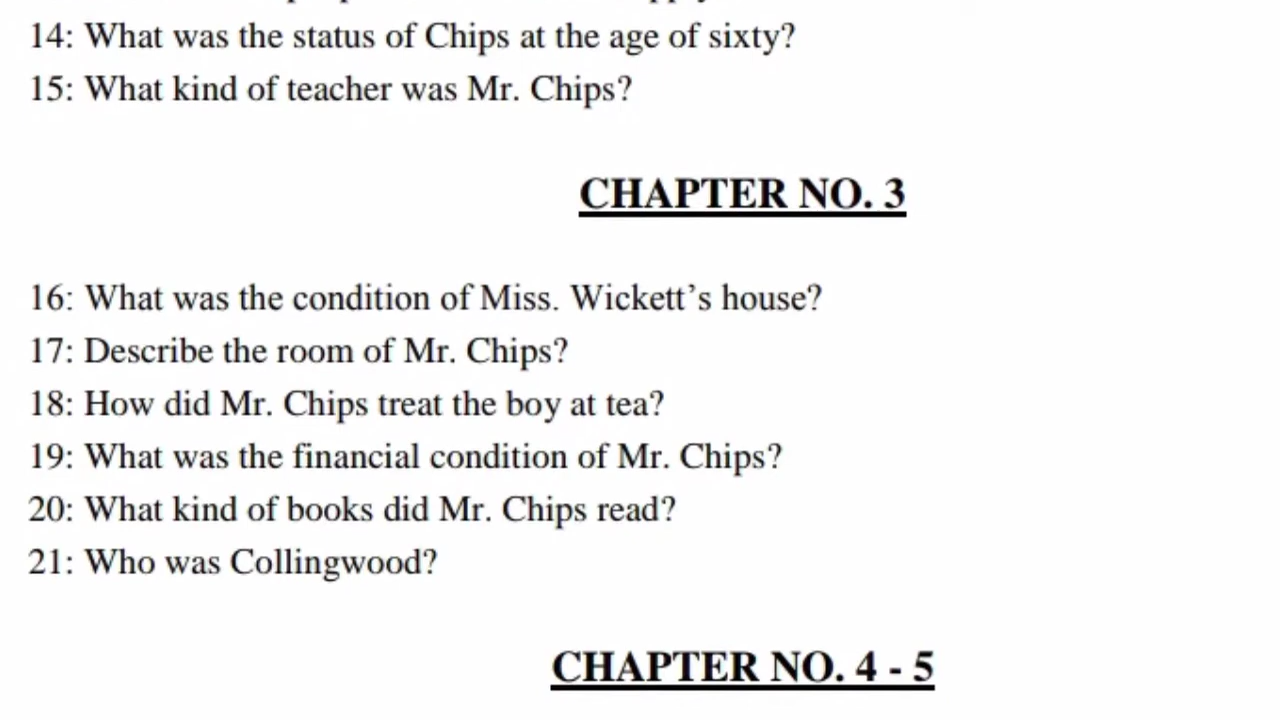 14: What was the status of Chips at the age of sixty?
15: What kind of teacher was Mr. Chips?
CHAPTER NO. 3
16: What was the condition of Miss. Wickett’s house?
17: Describe the room of Mr. Chips?
18: How did Mr. Chips treat the boy at tea?
19: What was the financial condition of Mr. Chips?
20: What kind of books did Mr. Chips read?
21: Who was Collingwood?
CHAPTER NO. 4 - 5